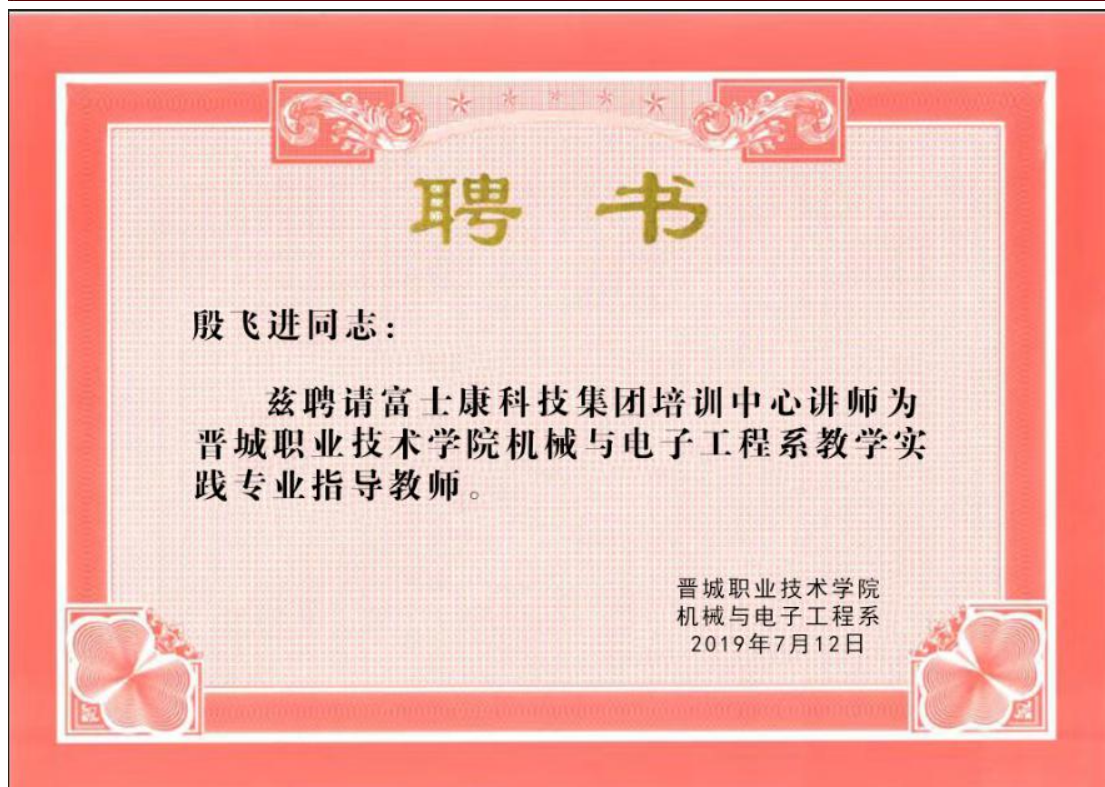 聘 书
殷飞进同志：
兹聘请富士康科技集团培训中心讲师为
晋城职业技术学院机械与电子工程系教学实
践专业指导教师。
晋城职业技术学院
机械与电子工程系
2019年7月12日